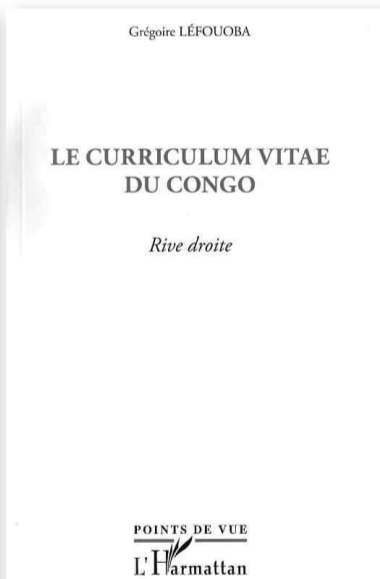 Grégoire LÉFOUOBA
LE CURRICULUM VITAE
DU CONGO
Rive droite
POINTS DE VUE
L'Harmattan